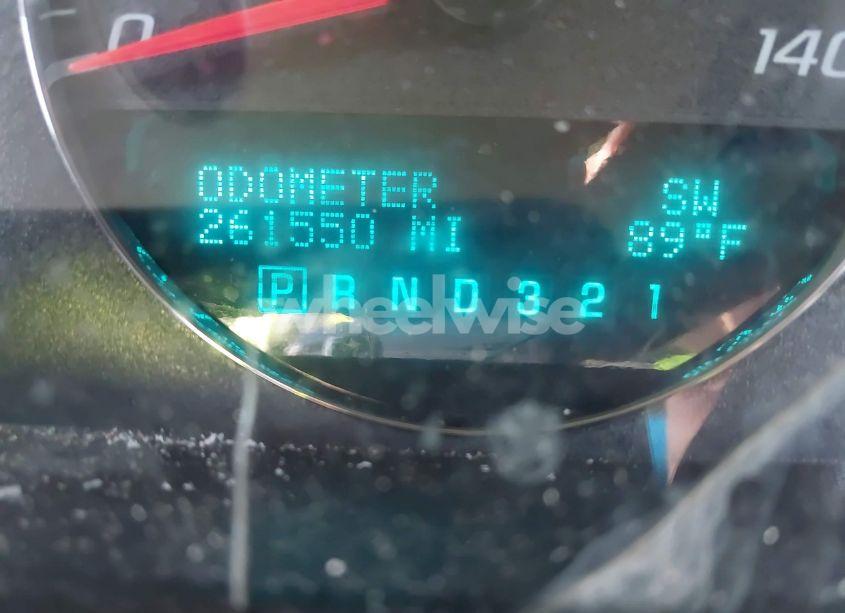 0
140
ODOMETER
SW
261550 MI
89°F
P R N D 3 2 1
wheelwise